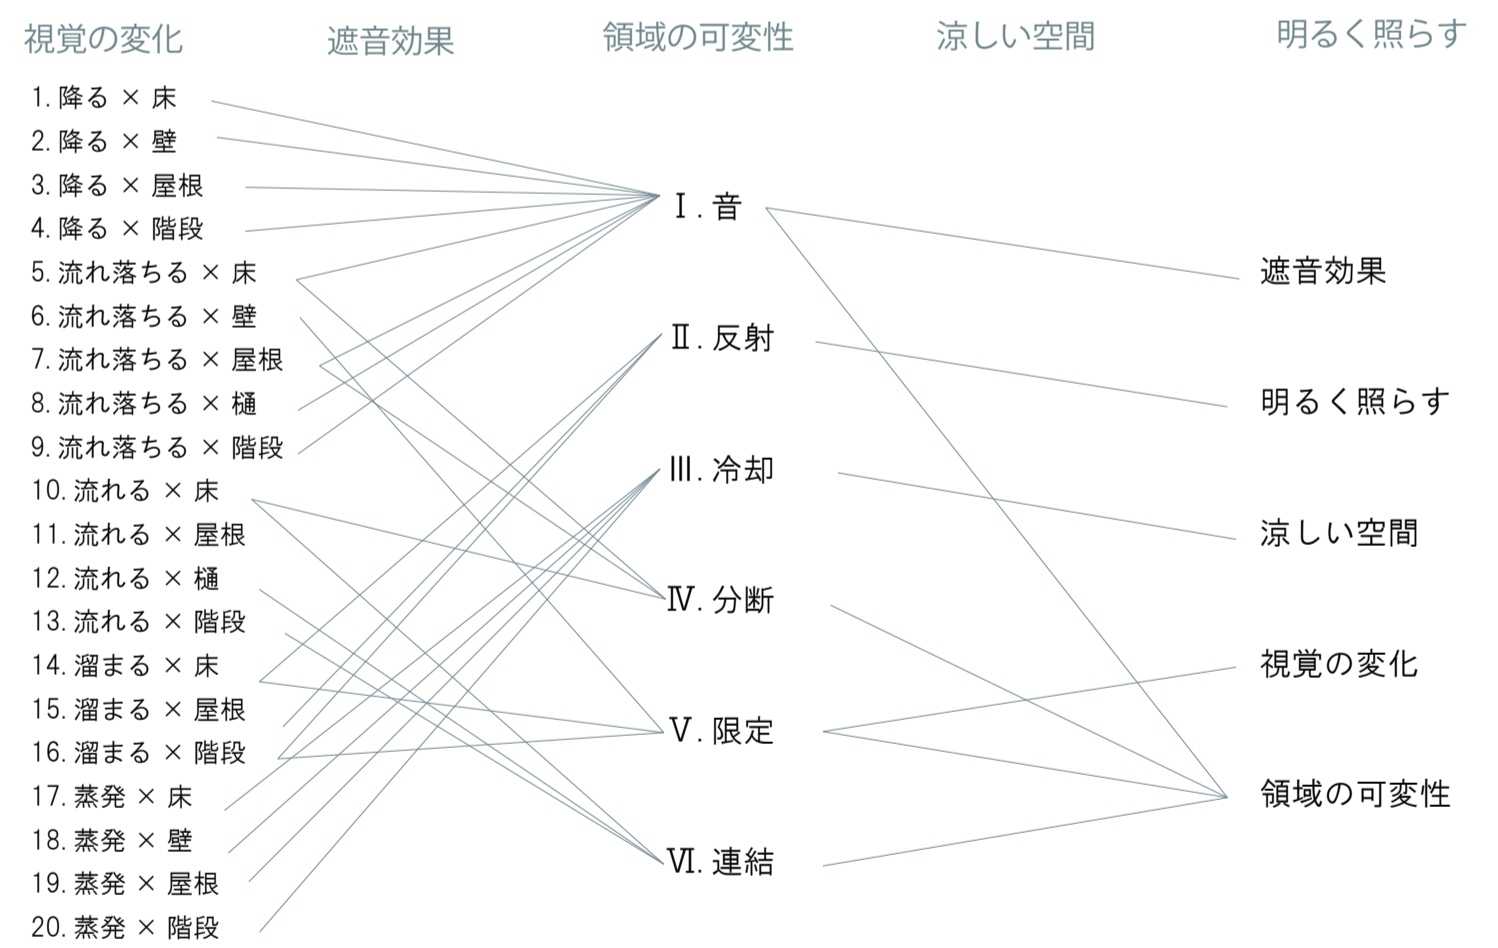 視覚の変化 遮音効果 領域の可変性 涼しい空間 明るく照らす
1. 降る × 床
2. 降る × 壁
3. 降る × 屋根
4. 降る × 階段
5. 流れ落ちる × 床
6. 流れ落ちる × 壁
7. 流れ落ちる × 屋根
8. 流れ落ちる × 樋
9. 流れ落ちる × 階段
10. 流れる × 床
11. 流れる × 屋根
12. 流れる × 樋
13. 流れる × 階段
14. 溜まる × 床
15. 溜まる × 屋根
16. 溜まる × 階段
17. 蒸発 × 床
18. 蒸発 × 壁
19. 蒸発 × 屋根
20. 蒸発 × 階段
Ⅰ. 音
Ⅱ. 反射
Ⅲ. 冷却
Ⅳ. 分断
Ⅴ. 限定
Ⅵ. 連結
遮音効果
明るく照らす
涼しい空間
視覚の変化
領域の可変性